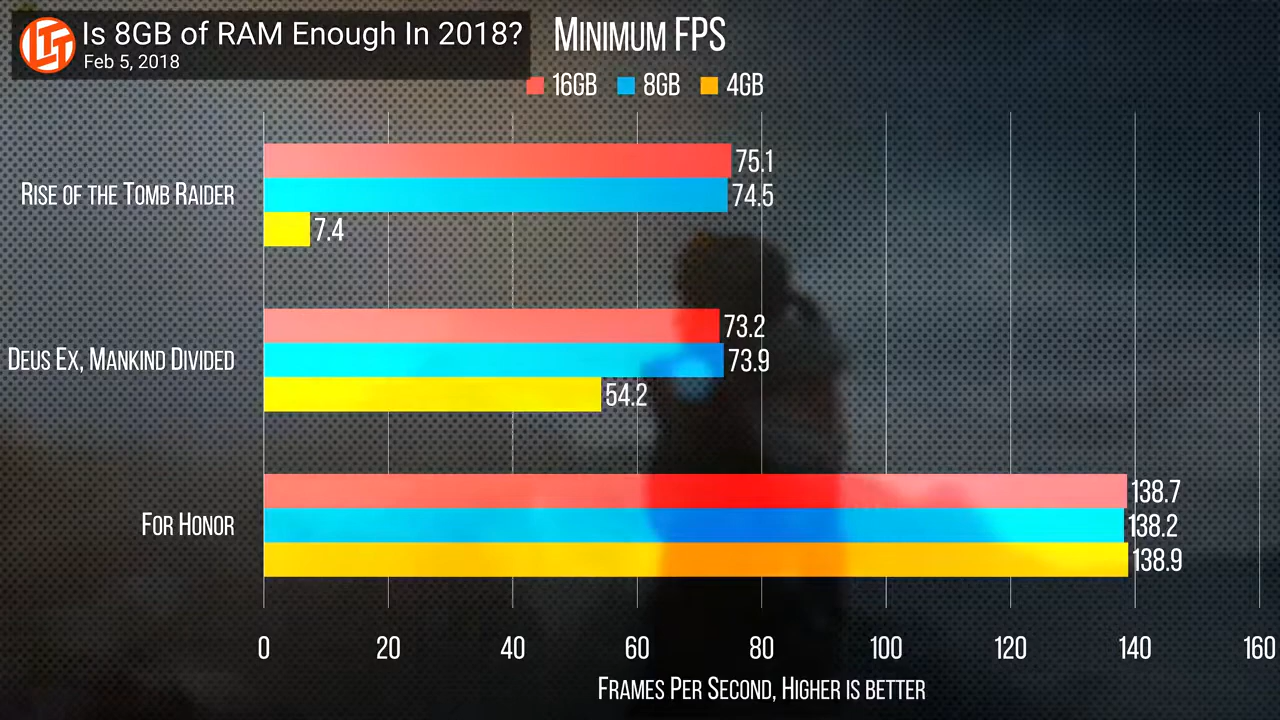 LTT
Is 8GB of RAM Enough In 2018?
Feb 5, 2018
MINIMUM FPS
16GB 8GB 4GB
RISE OF THE TOMB RAIDER
75.1
74.5
7.4
DEUS EX, MANKIND DIVIDED
73.2
73.9
54.2
FOR HONOR
138.7
138.2
138.9
0 20 40 60 80 100 120 140 160
FRAMES PER SECOND, HIGHER IS BETTER